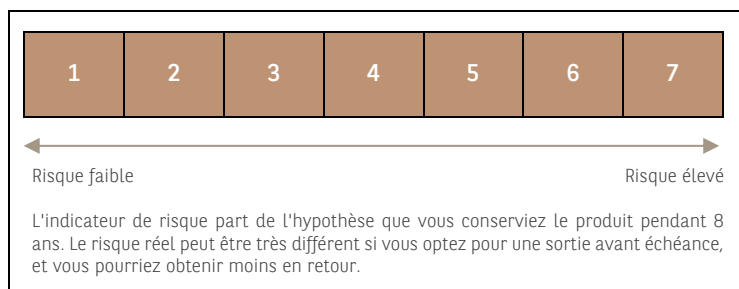 1 2 3 4 5 6 7
Risque faible Risque élevé
L'indicateur de risque part de l'hypothèse que vous conserviez le produit pendant 8
ans. Le risque réel peut être très différent si vous optez pour une sortie avant échéance,
et vous pourriez obtenir moins en retour.